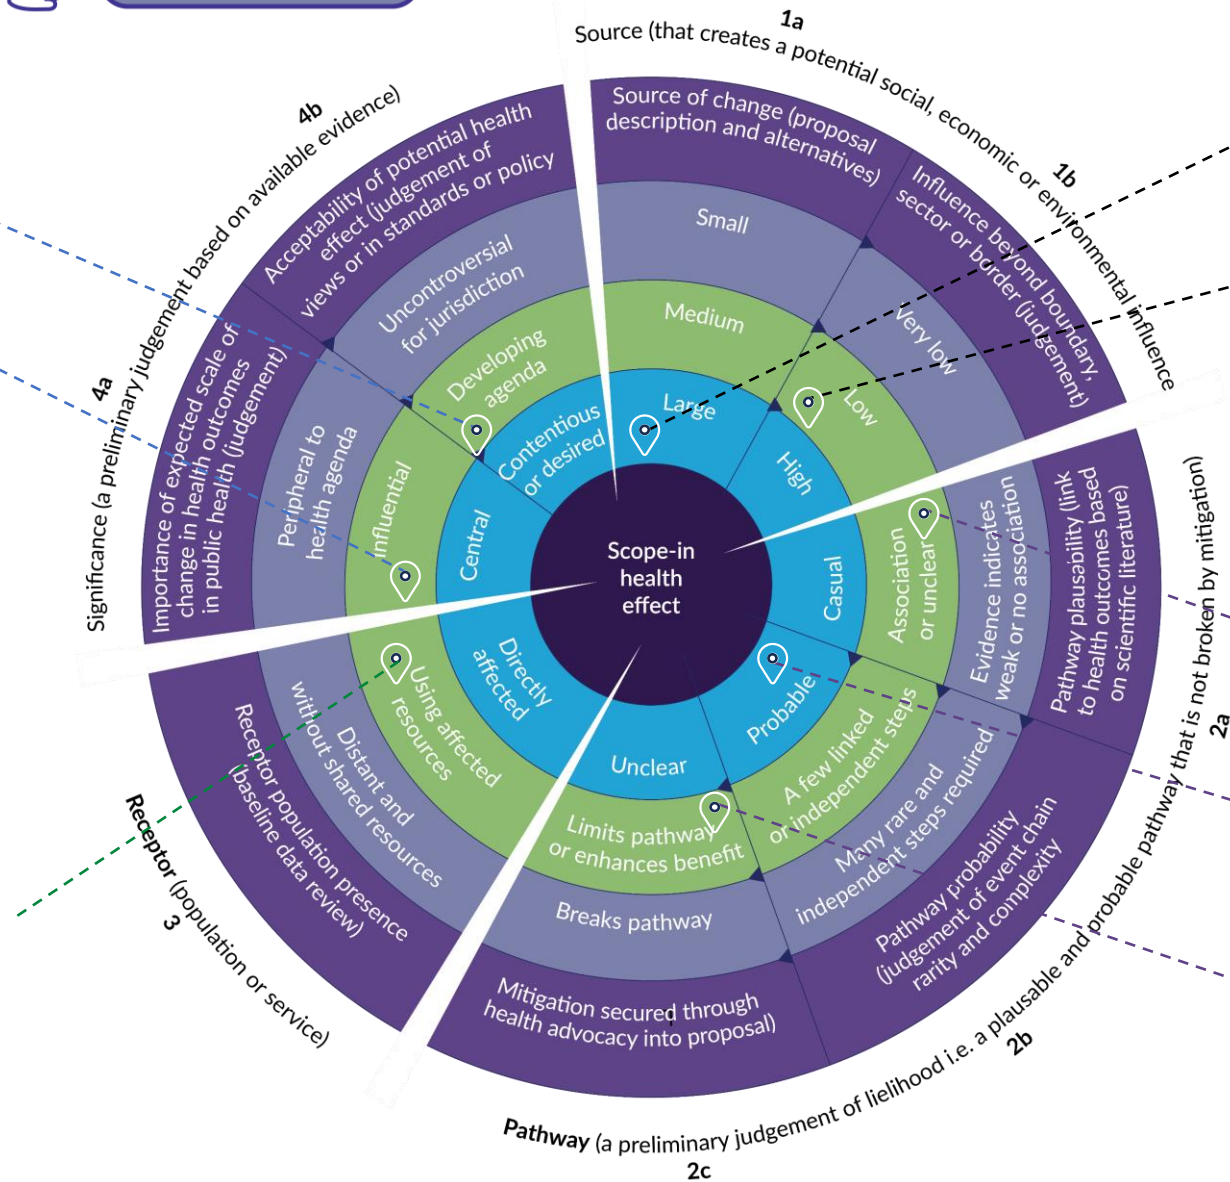 1a
Source (that creates a potential social, economic or environmental influence
1b
Source of change (proposal
description and alternatives)
Small
Medium
Large
Influence beyond boundary,
sector or border (judgement)
Very low
Low
High
2a
Pathway plausability (link
to health outcomes based
on scientific literature)
Evidence indicates
weak or no association
Association
or unclear
Casual
2b
Pathway probability
(judgement of event chain
rarity and complexity
Many rare and
independent steps required
A few linked
or independent steps
Probable
Pathway (a preliminary judgement of lielihood i.e. a plausable and probable pathway that is not broken by mitigation)
2c
Mitigation secured through
health advocacy into proposal)
Breaks pathway
Limits pathway
or enhances benefit
Unclear
Receptor (population or service)
3
Receptor population presence
(baseline data review)
Distant and
without shared resources
Using affected
resources
Directly
affected
Significance (a preliminary judgement based on available evidence)
4a
Importance of expected scale of
change in health outcomes
in public health (judgement)
Peripheral to
health agenda
Influential
Central
4b
Acceptability of potential health
effect (judgement of
views or in standards or policy
Uncontroversial
for jurisdiction
Developing
agenda
Contentious
or desired
Scope-in
health
effect